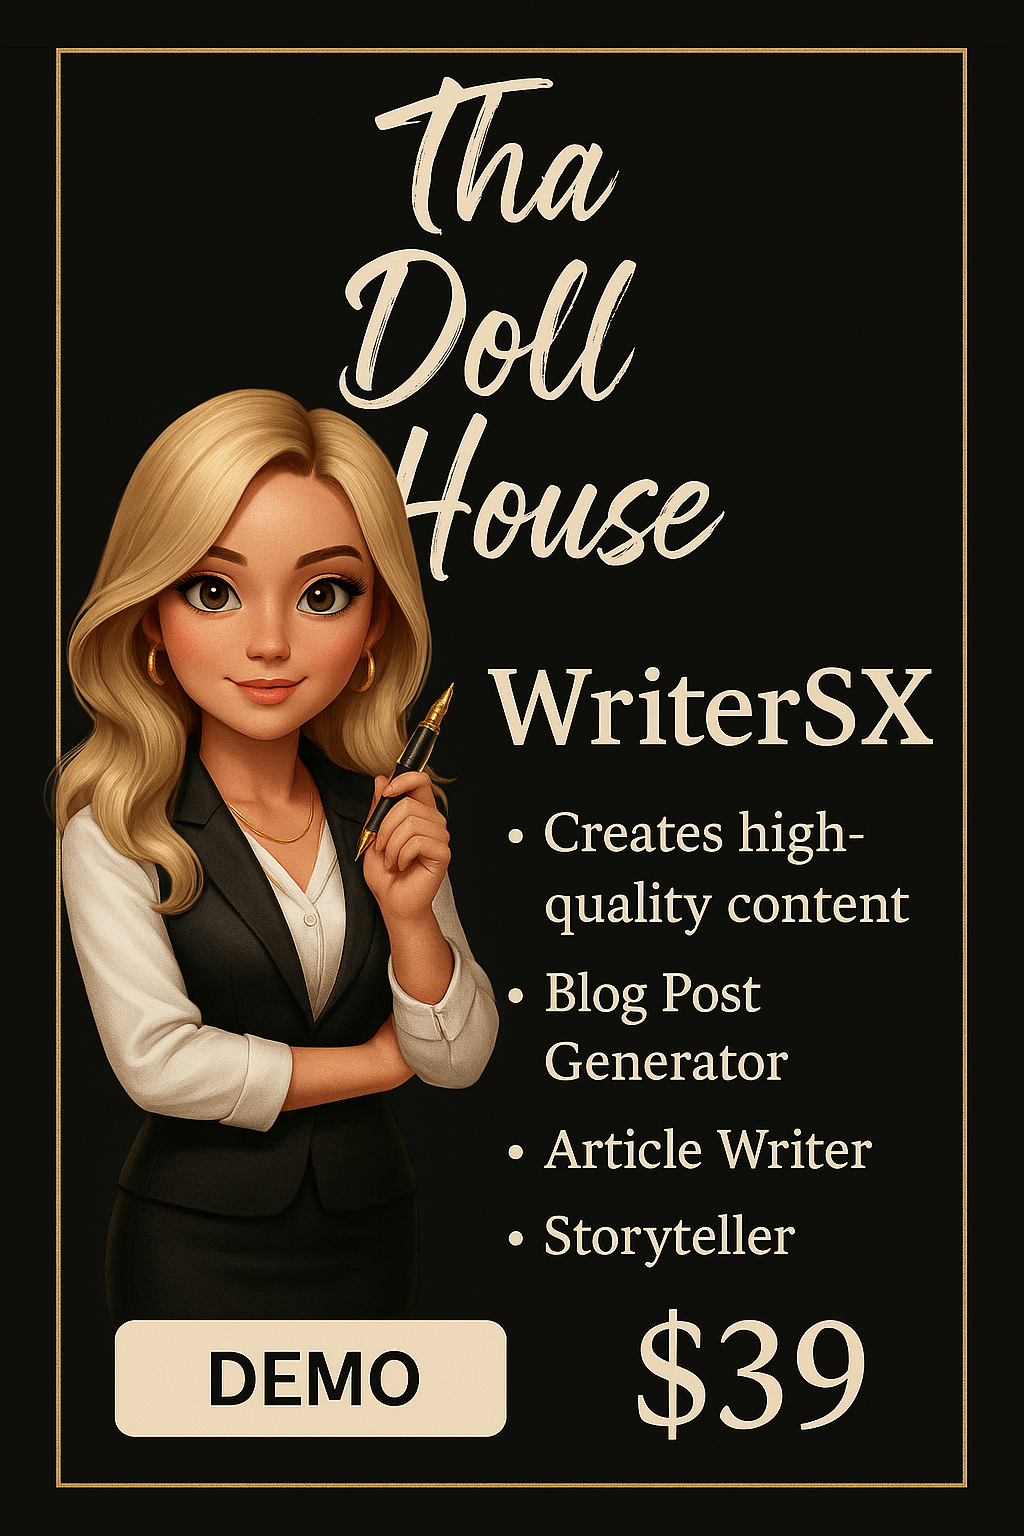 Tha
Doll
House
WriterSX
• Creates high-
quality content
• Blog Post
Generator
• Article Writer
• Storyteller
DEMO
$39